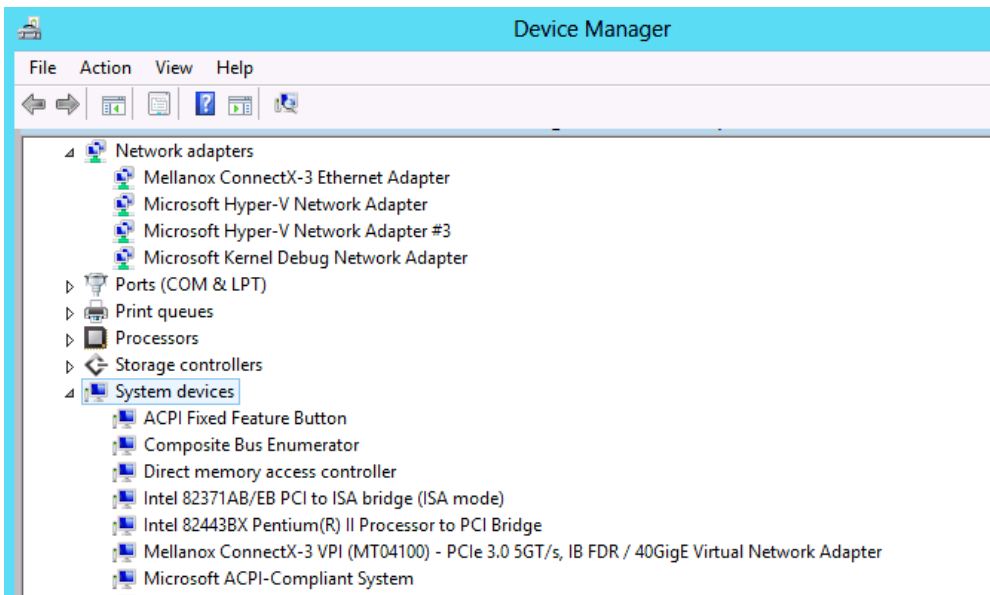 Device Manager
File Action View Help
Network adapters
Mellanox ConnectX-3 Ethernet Adapter
Microsoft Hyper-V Network Adapter
Microsoft Hyper-V Network Adapter #3
Microsoft Kernel Debug Network Adapter
Ports (COM & LPT)
Print queues
Processors
Storage controllers
System devices
ACPI Fixed Feature Button
Composite Bus Enumerator
Direct memory access controller
Intel 82371AB/EB PCI to ISA bridge (ISA mode)
Intel 82443BX Pentium(R) II Processor to PCI Bridge
Mellanox ConnectX-3 VPI (MT04100) - PCIe 3.0 5GT/s, IB FDR / 40GigE Virtual Network Adapter
Microsoft ACPI-Compliant System